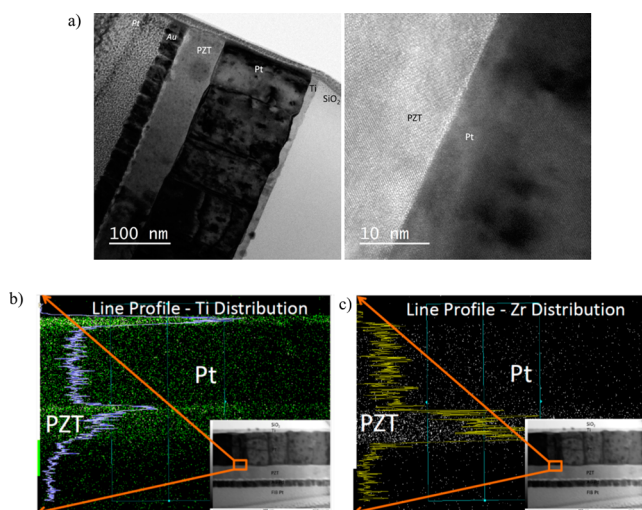 a)
Pt
Au
PZT
Pt
Ti
SiO2
100 nm
PZT
Pt
10 nm
b)
Line Profile - Ti Distribution
Pt
PZT
SiO2
PZT
FIB Pt
c)
Line Profile - Zr Distribution
Pt
PZT
SiO2
PZT
FIB Pt